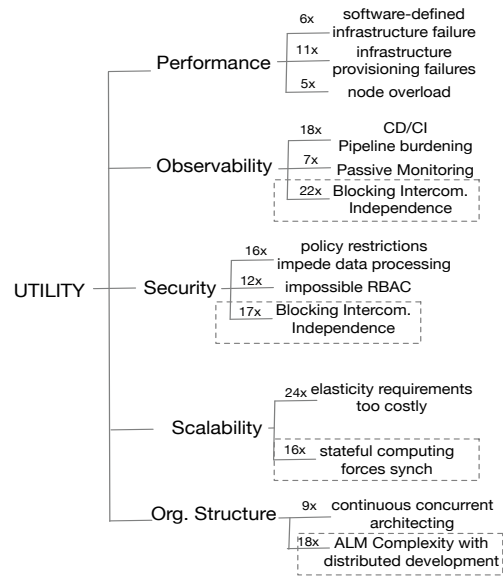 6x software-defined
infrastructure failure
Performance 11x infrastructure
provisioning failures
5x node overload
18x CD/CI
Pipeline burdening
Observability 7x Passive Monitoring
22x Blocking Intercom.
Independence
16x policy restrictions
impede data processing
UTILITY Security 12x impossible RBAC
17x Blocking Intercom.
Independence
24x elasticity requirements
too costly
Scalability
16x stateful computing
forces synch
9x continuous concurrent
Org. Structure architecting
18x ALM Complexity with
distributed development